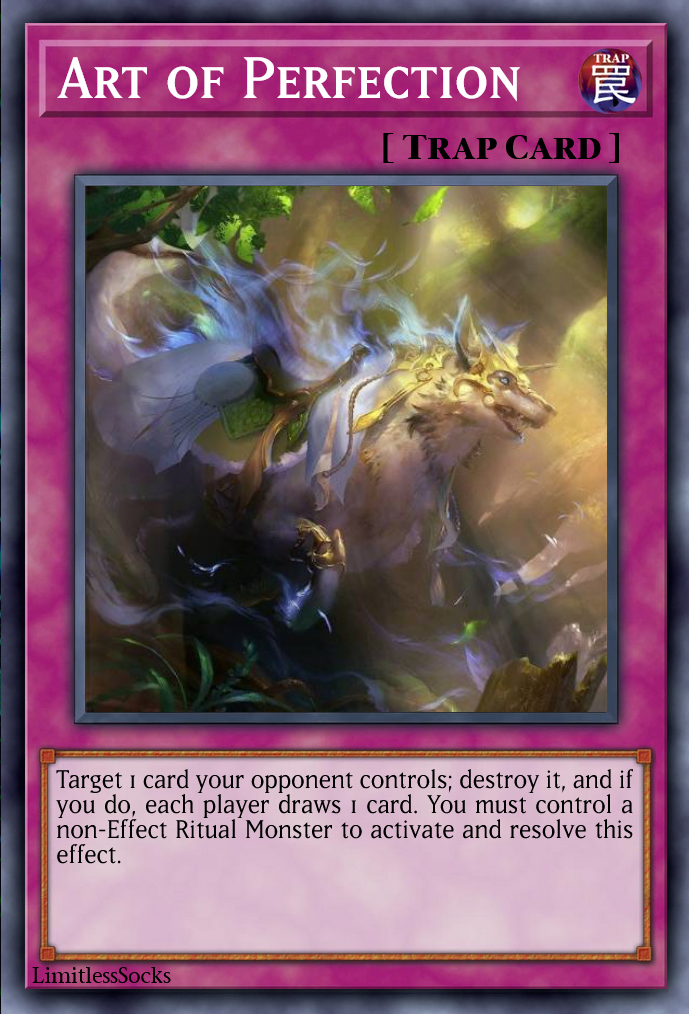 Art of Perfection
TRAP
罠
[ Trap Card ]
Target 1 card your opponent controls; destroy it, and if
you do, each player draws 1 card. You must control a
non-Effect Ritual Monster to activate and resolve this
effect.
LimitlessSocks